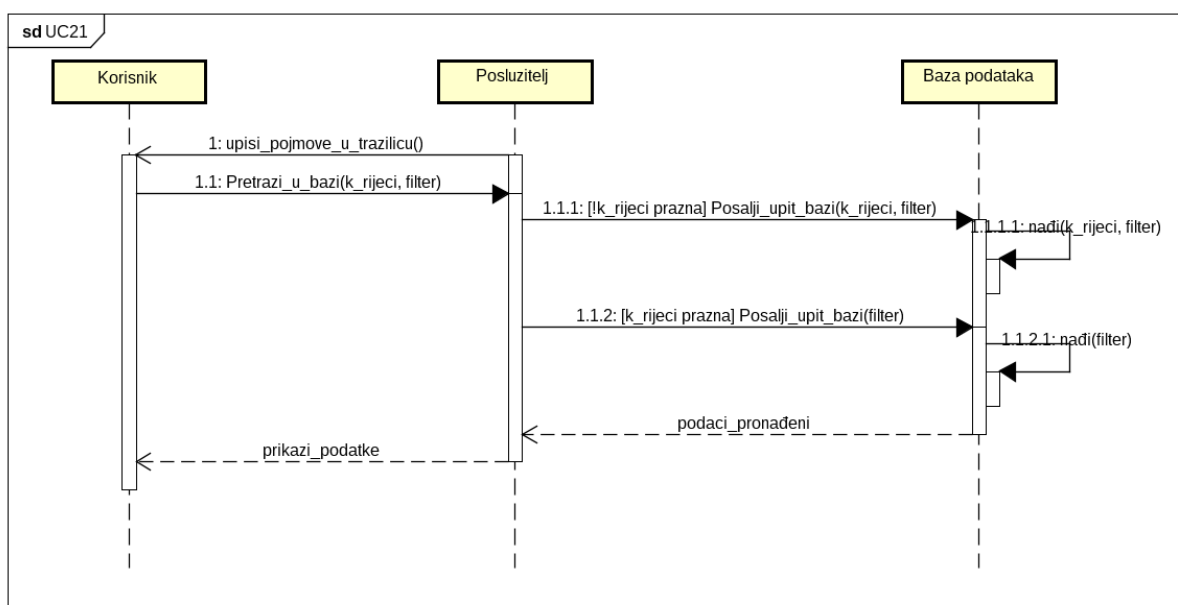 sd UC21
Korisnik
Posluzitelj
Baza podataka
1: upisi_pojmove_u_trazilicu()
1.1: Pretrazi_u_bazi(k_rijeci, filter)
1.1.1: [!k_rijeci prazna] Posalji_upit_bazi(k_rijeci, filter)
1.1.1.1: nađi(k_rijeci, filter)
1.1.2: [k_rijeci prazna] Posalji_upit_bazi(filter)
1.1.2.1: nađi(filter)
podaci_pronađeni
prikazi_podatke